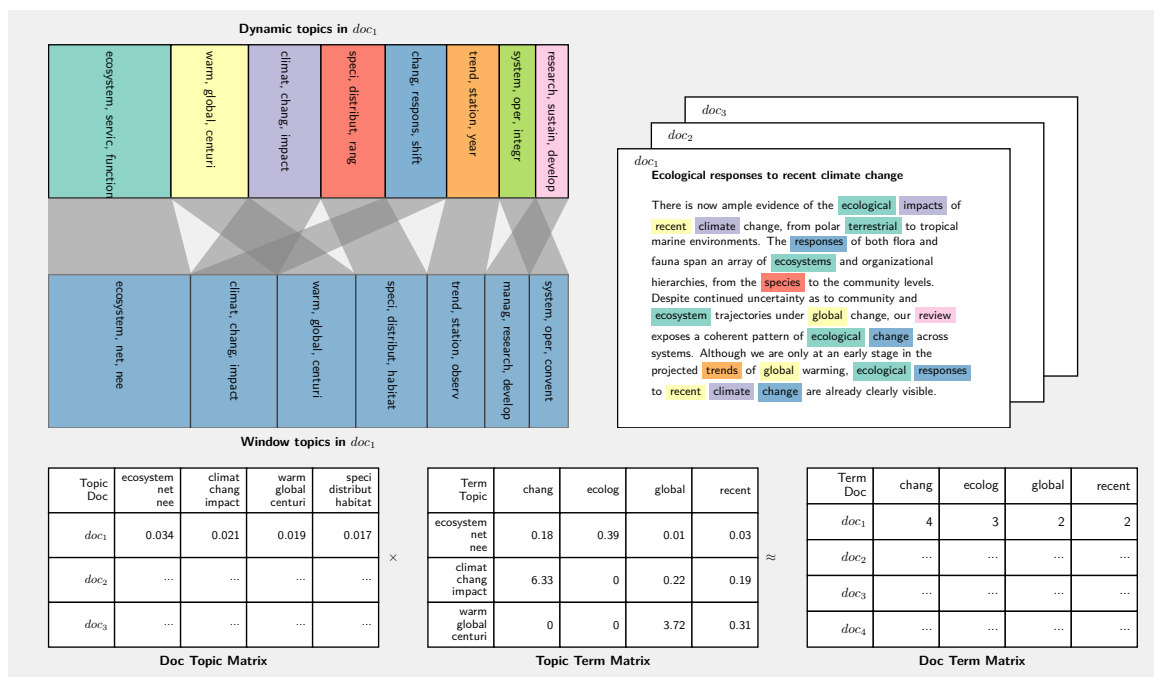 Dynamic topics in doc1
ecosystem, servic, function
warm, global, centuri
climat, chang, impact
speci, distribut, rang
chang, respons, shift
trend, station, year
system, oper, integr
research, sustain, develop
ecosystem, net, nee
climat, chang, impact
warm, global, centuri
speci, distribut, habitat
trend, station, observ
manag, research, develop
system, oper, convent
Window topics in doc1
doc3
doc2
doc1
Ecological responses to recent climate change
There is now ample evidence of the ecological impacts of
recent climate change, from polar terrestrial to tropical
marine environments. The responses of both flora and
fauna span an array of ecosystems and organizational
hierarchies, from the species to the community levels.
Despite continued uncertainty as to community and
ecosystem trajectories under global change, our review
exposes a coherent pattern of ecological change across
systems. Although we are only at an early stage in the
projected trends of global warming, ecological responses
to recent climate change are already clearly visible.
Topic Doc ecosystem net nee climat chang impact warm global centuri speci distribut habitat
doc1 0.034 0.021 0.019 0.017
doc2 ... ... ... ...
doc3 ... ... ... ...
Doc Topic Matrix
×
Term Topic chang ecolog global recent
ecosystem net nee 0.18 0.39 0.01 0.03
climat chang impact 6.33 0 0.22 0.19
warm global centuri 0 0 3.72 0.31
Topic Term Matrix
≈
Term Doc chang ecolog global recent
doc1 4 3 2 2
doc2 ... ... ... ...
doc3 ... ... ... ...
doc4 ... ... ... ...
Doc Term Matrix